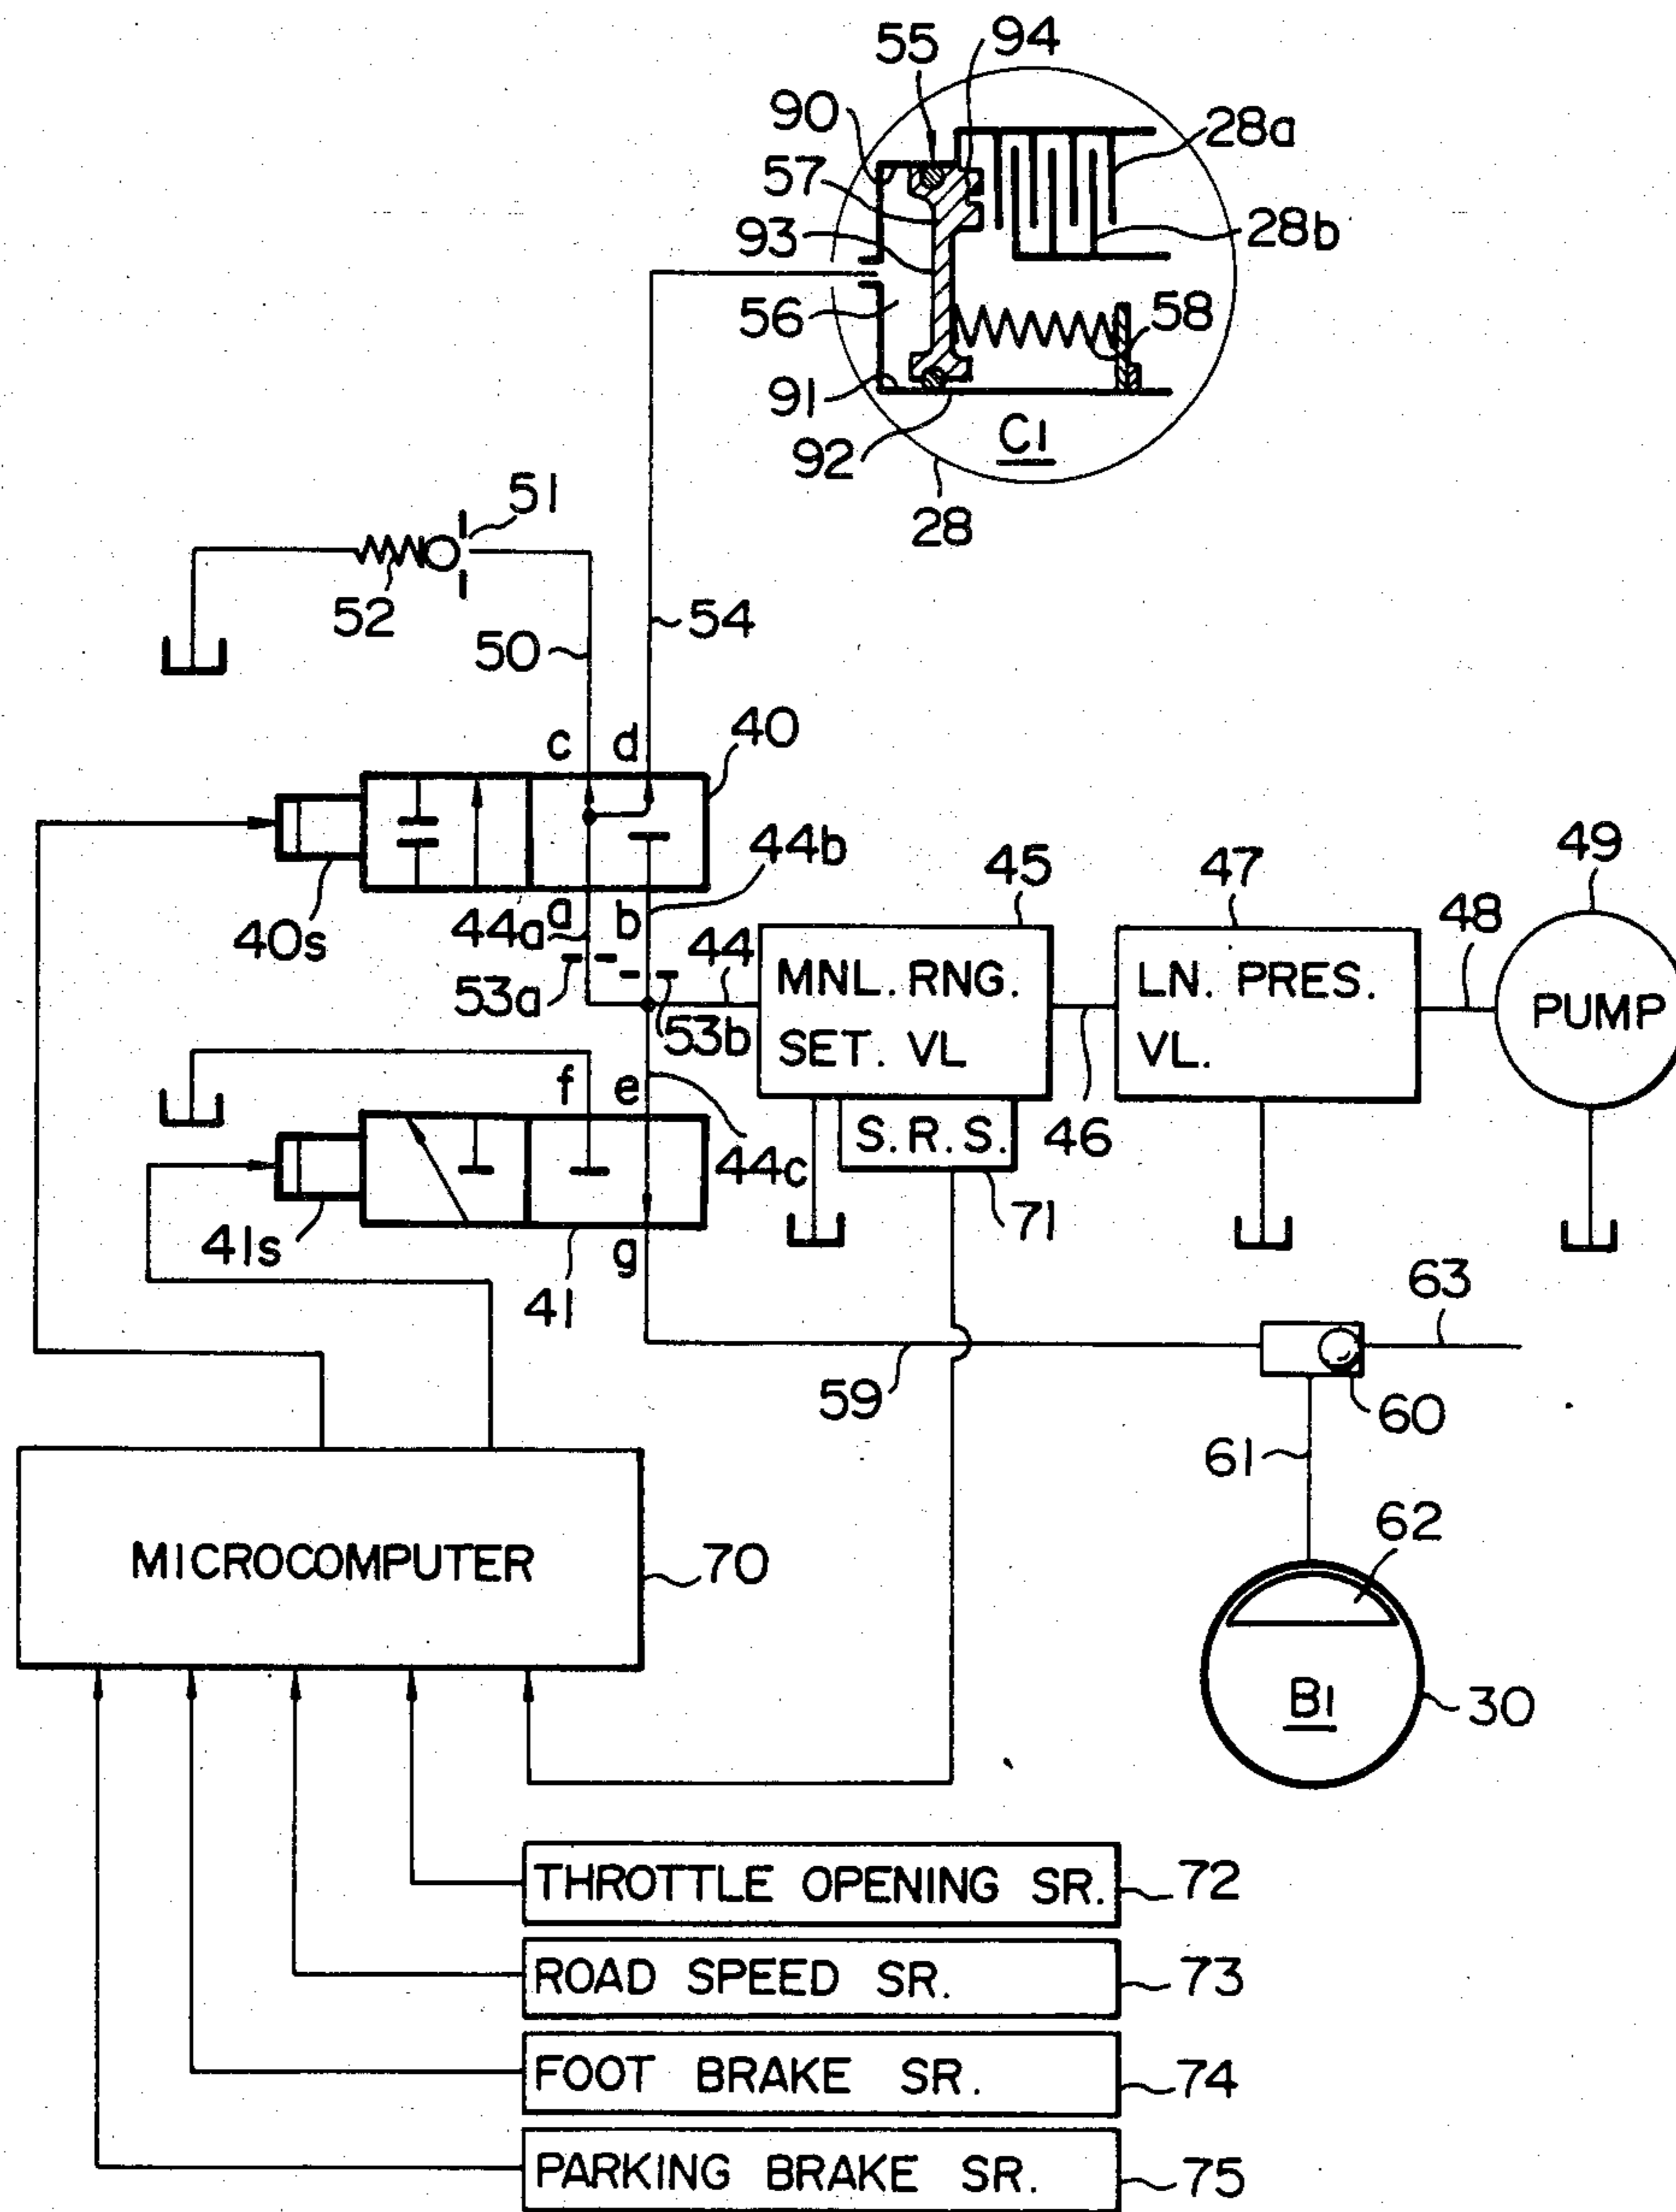 55
94
90
28a
57
93
28b
56
58
91
92
C1
28
51
52
54
50
c
d
40
44b
45
47
49
40s
44a
a
b
44
48
53a
MNL. RNG.
SET. VL
LN. PRES.
VL.
PUMP
53b
f
e
46
S. R. S.
44c
71
41s
g
41
63
59
60
61
62
MICROCOMPUTER
70
B1
30
THROTTLE OPENING SR.
72
ROAD SPEED SR.
73
FOOT BRAKE SR.
74
PARKING BRAKE SR.
75